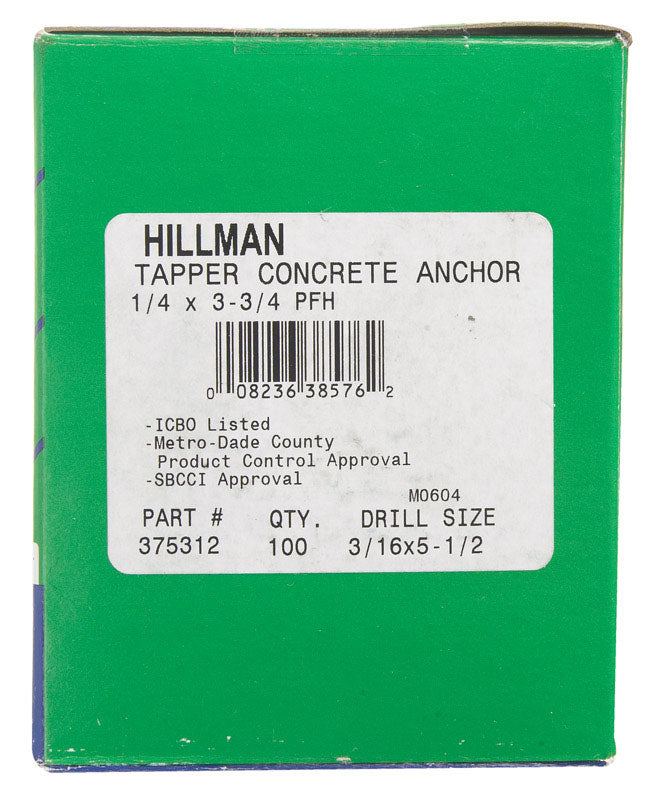 HILLMAN
TAPPER CONCRETE ANCHOR
1/4 x 3-3/4 PFH
0 08236 38576 2
-ICBO Listed
-Metro-Dade County
Product Control Approval
-SBCCI Approval
M0604
PART # QTY. DRILL SIZE
375312 100 3/16x5-1/2